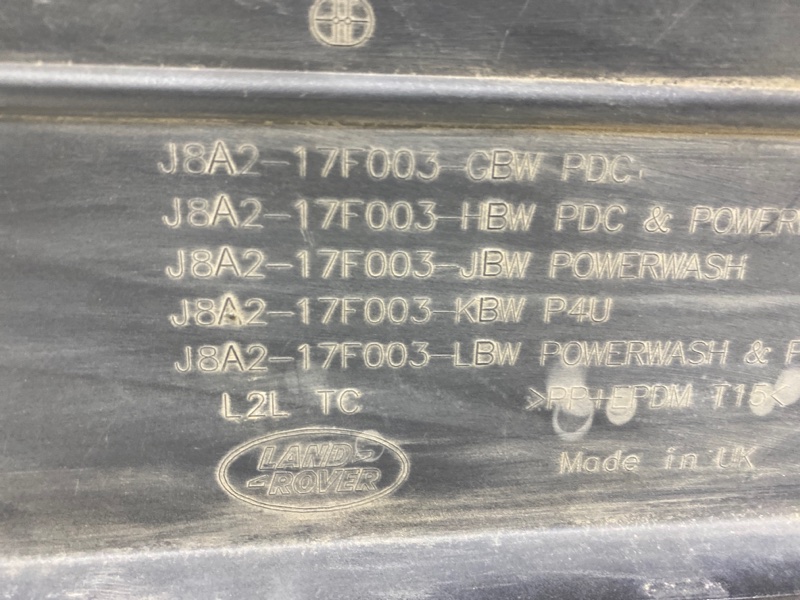 J8A2-17F003-GBW PDC
J8A2-17F003-HBW PDC & POWER
J8A2-17F003-JBW POWERWASH
J8A2-17F003-KBW P4U
J8A2-17F003-LBW POWERWASH & P
L2L TC
>PP+EPDM T15<
LAND
ROVER
Made in UK